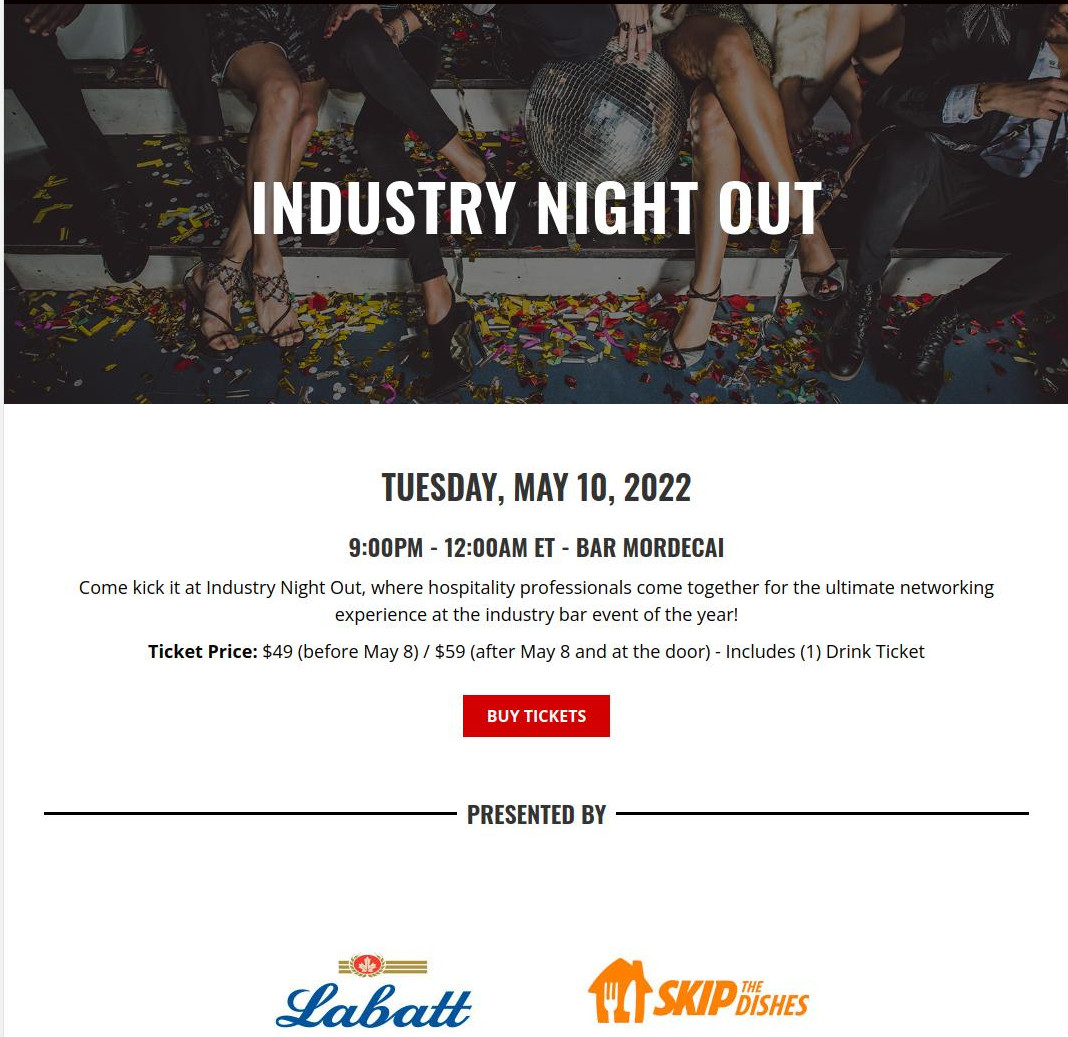 INDUSTRY NIGHT OUT
TUESDAY, MAY 10, 2022
9:00PM - 12:00AM ET - BAR MORDECAI
Come kick it at Industry Night Out, where hospitality professionals come together for the ultimate networking
experience at the industry bar event of the year!
Ticket Price: $49 (before May 8) / $59 (after May 8 and at the door) - Includes (1) Drink Ticket
BUY TICKETS
PRESENTED BY
Labatt
SKIP THE DISHES